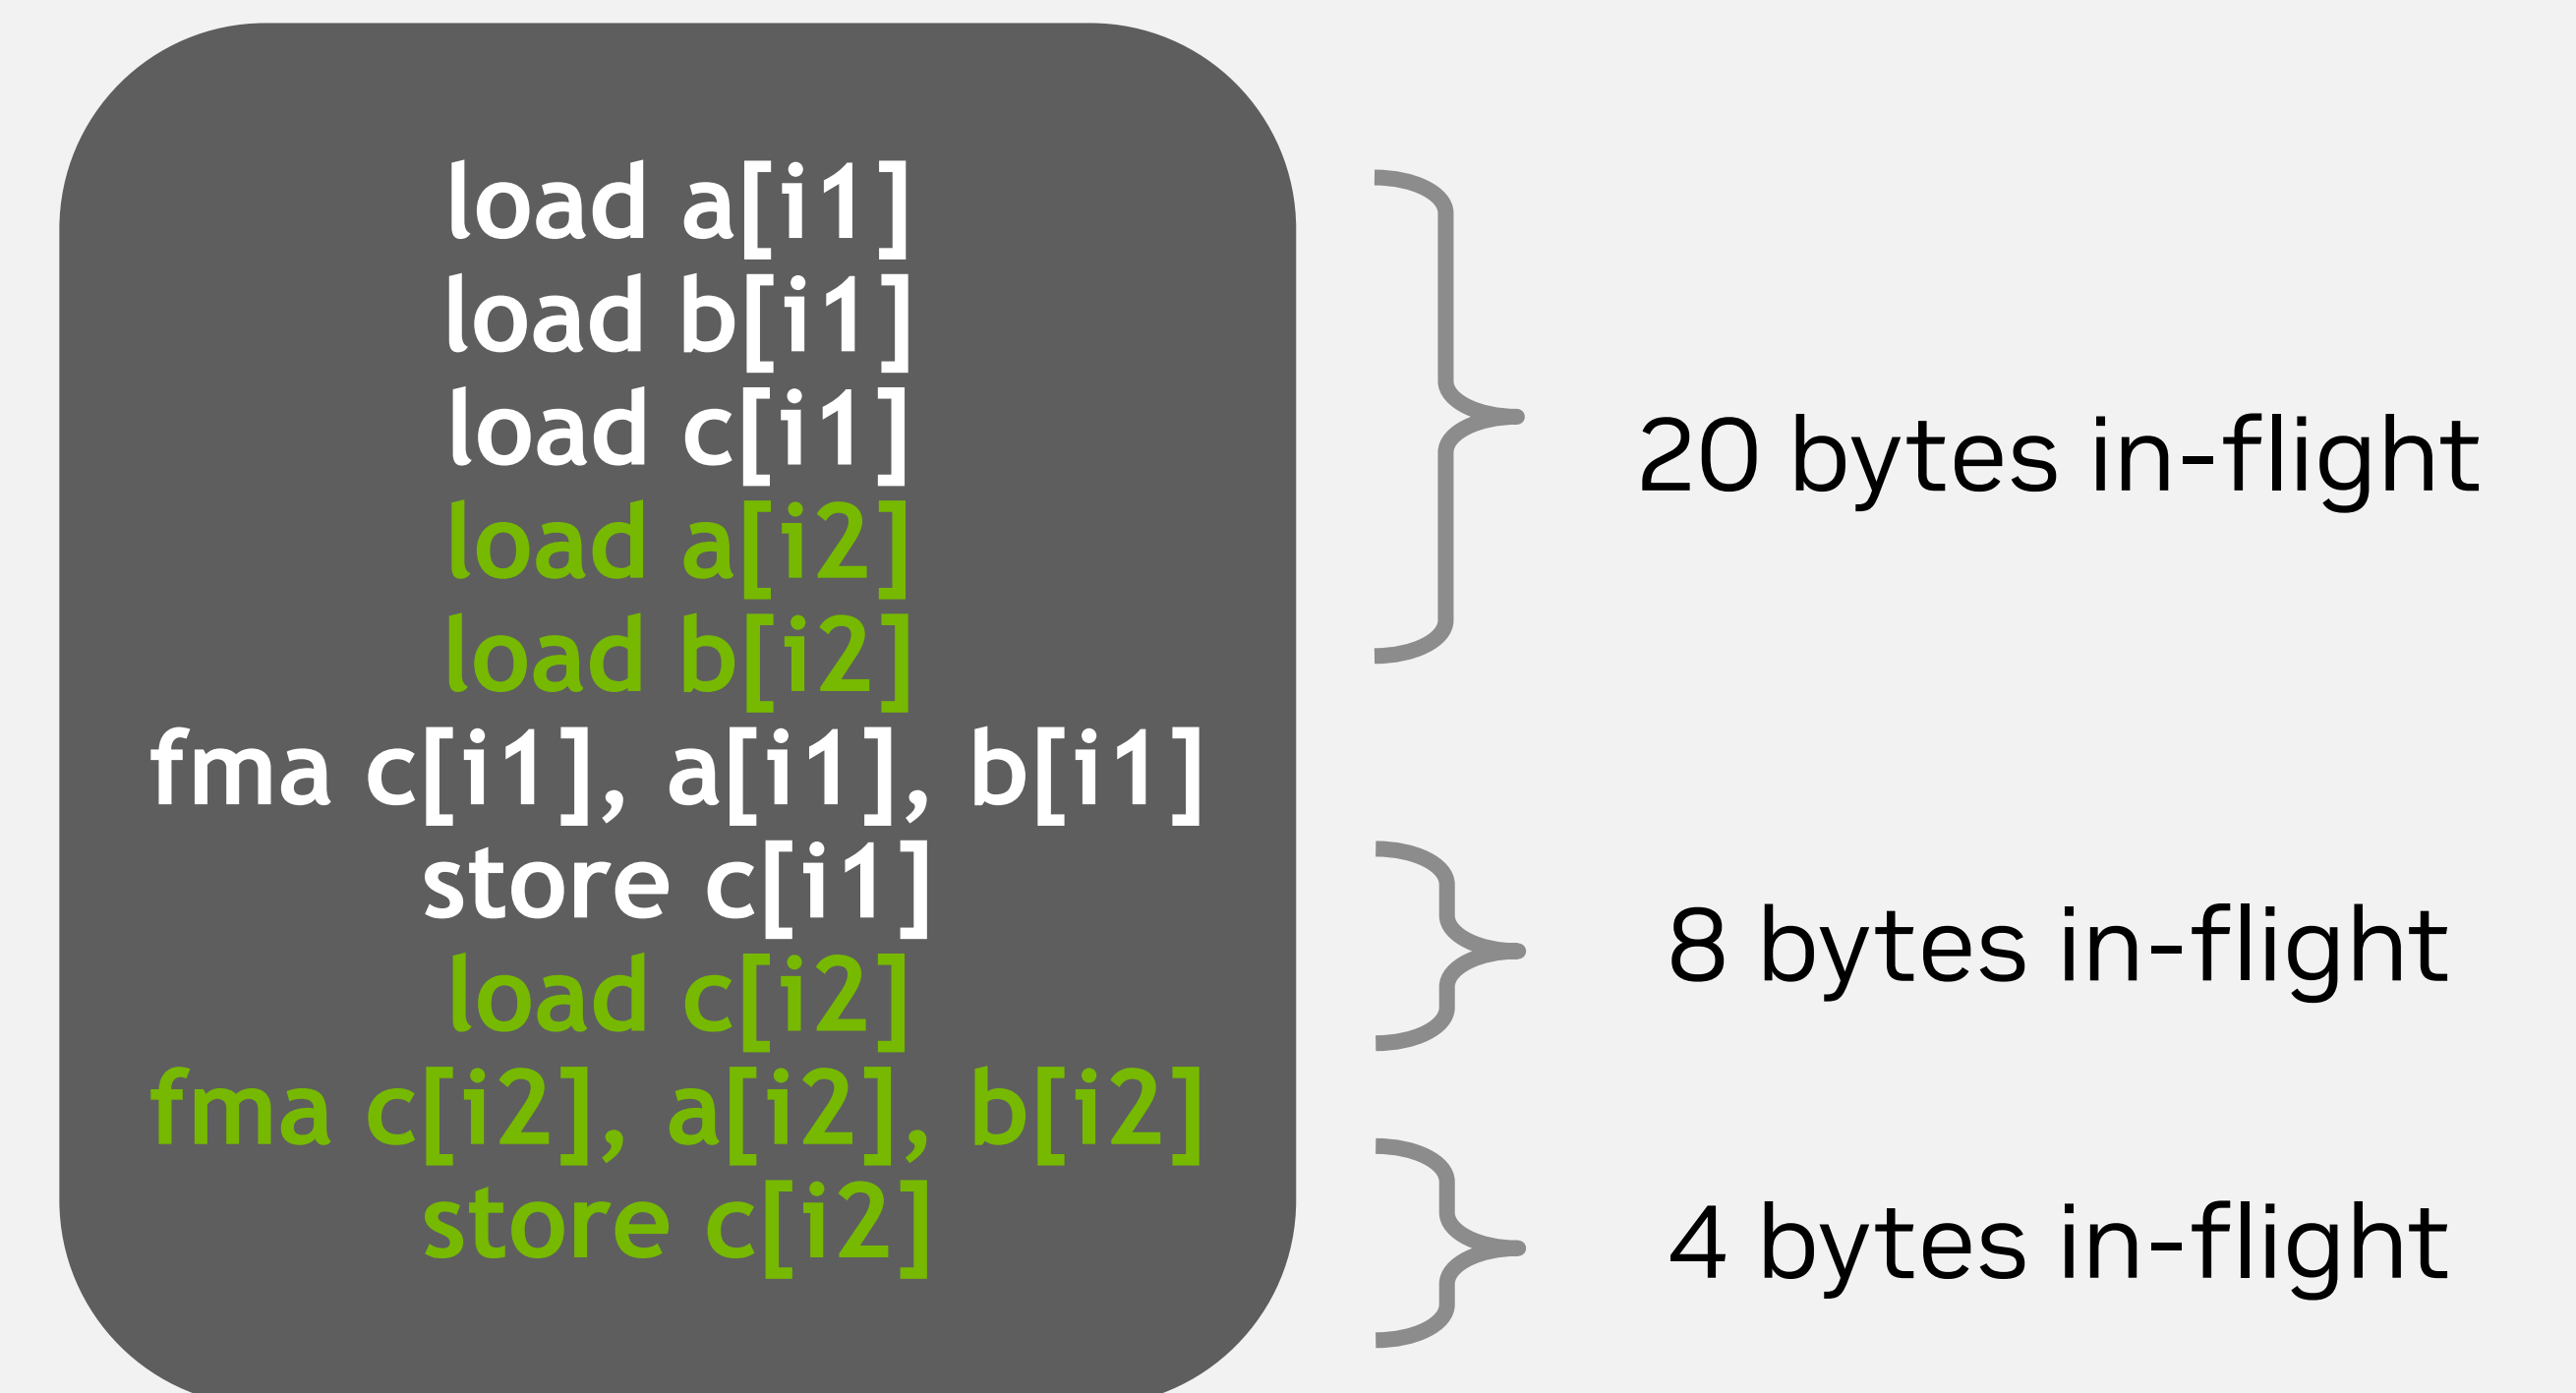 load a[i1]
load b[i1]
load c[i1]
load a[i2]
load b[i2]
fma c[i1], a[i1], b[i1]
store c[i1]
load c[i2]
fma c[i2], a[i2], b[i2]
store c[i2]
20 bytes in-flight
8 bytes in-flight
4 bytes in-flight